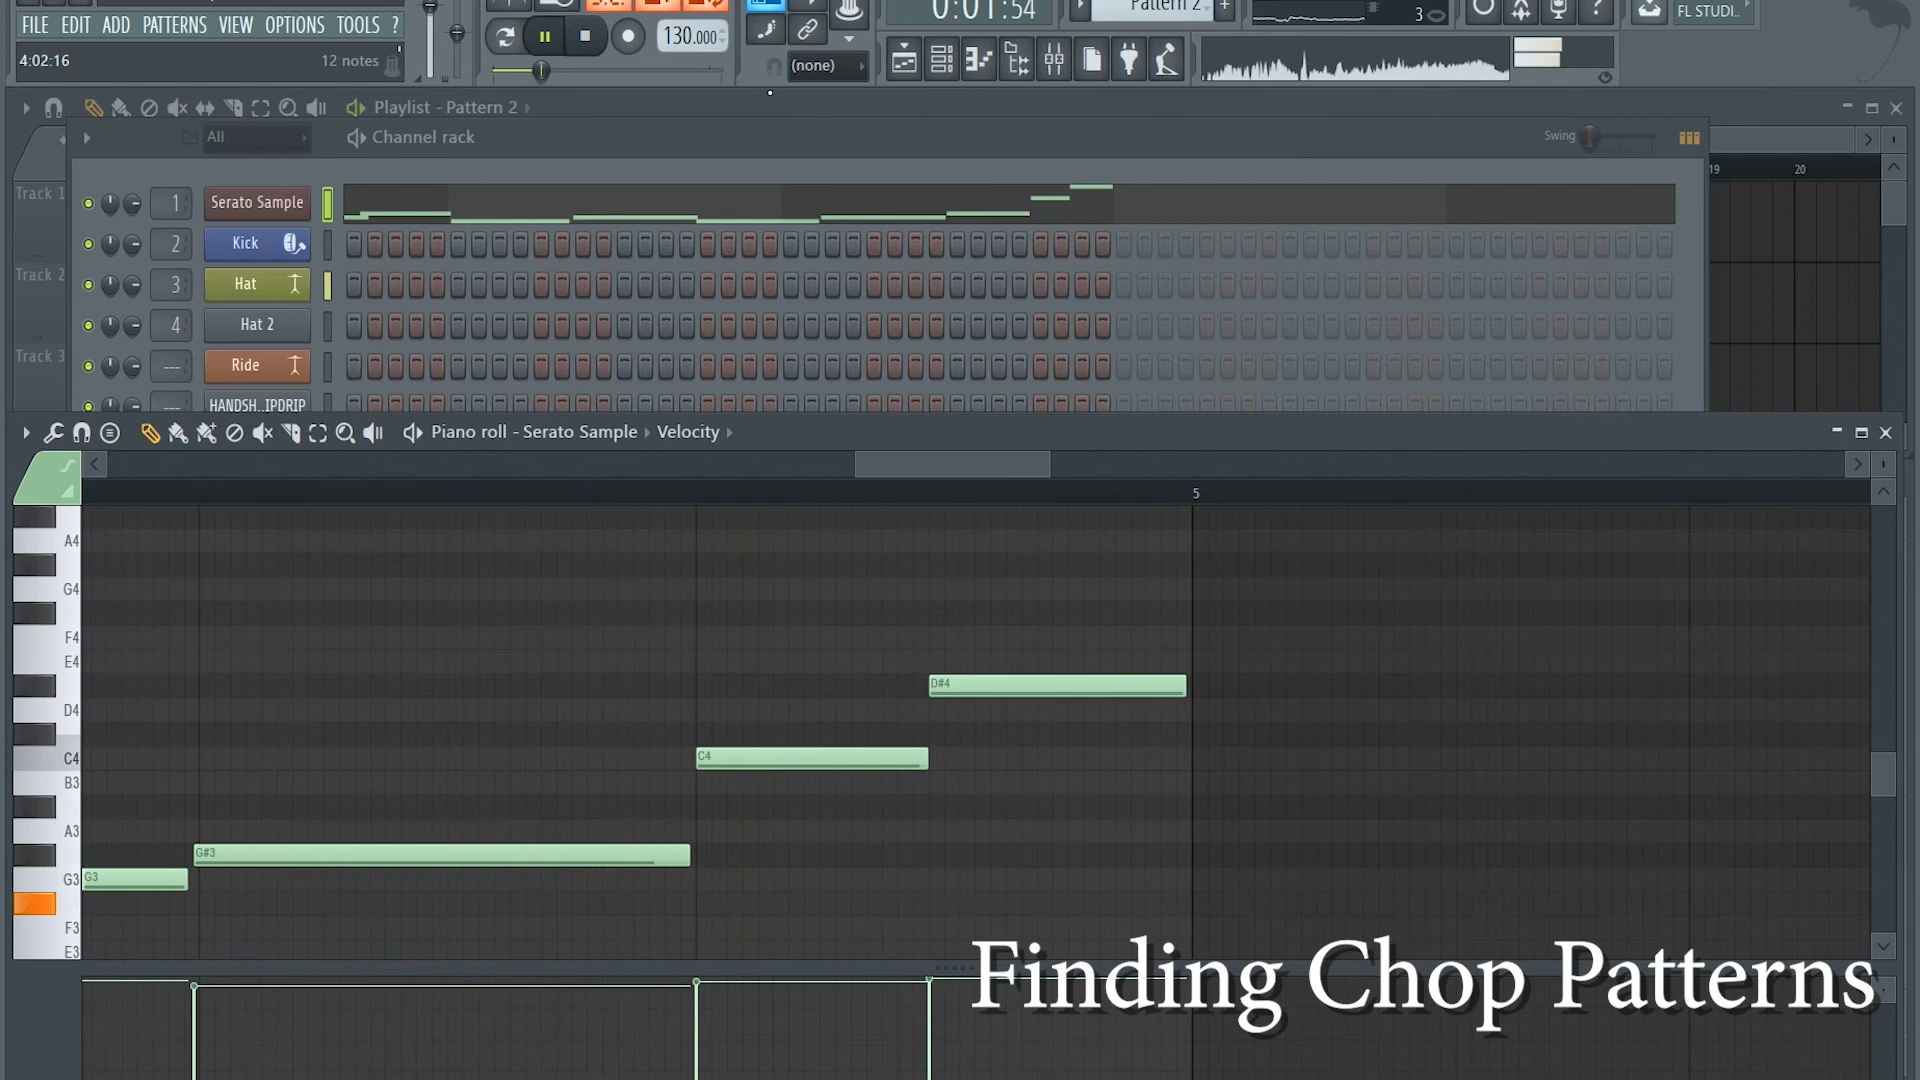 0:01:54
Pattern 2
3
?
FL STUDI..
FILE EDIT ADD PATTERNS VIEW OPTIONS TOOLS ?
130.000
4:02:16
12 notes
(none)
Playlist - Pattern 2
All
Channel rack
Swing
19
20
Track 1
1
Serato Sample
2
Kick
Track 2
3
Hat
4
Hat 2
Track 3
---
Ride
---
HANDSH..IPDRIP
Piano roll - Serato Sample
Velocity
5
A4
G4
F4
E4
D#4
D4
C4
C4
B3
A3
G#3
G3
G3
F3
E3
Finding Chop Patterns